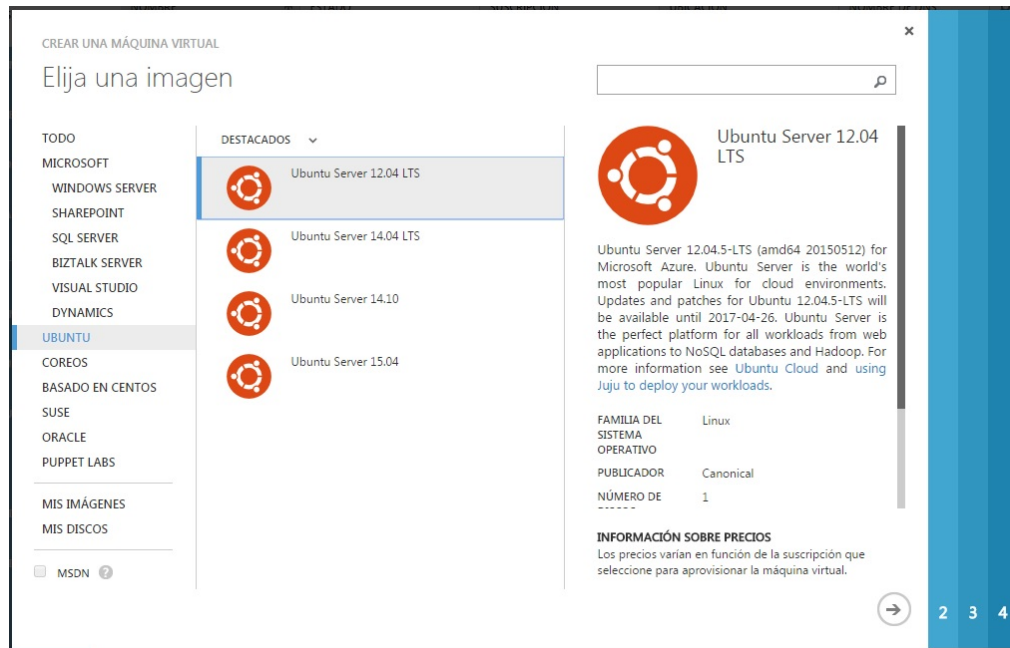 CREAR UNA MÁQUINA VIRTUAL
Elija una imagen
TODO
MICROSOFT
WINDOWS SERVER
SHAREPOINT
SQL SERVER
BIZTALK SERVER
VISUAL STUDIO
DYNAMICS
UBUNTU
COREOS
BASADO EN CENTOS
SUSE
ORACLE
PUPPET LABS
MIS IMÁGENES
MIS DISCOS
MSDN ?
DESTACADOS
Ubuntu Server 12.04 LTS
Ubuntu Server 14.04 LTS
Ubuntu Server 14.10
Ubuntu Server 15.04
Ubuntu Server 12.04
LTS
Ubuntu Server 12.04.5-LTS (amd64 20150512) for
Microsoft Azure. Ubuntu Server is the world's
most popular Linux for cloud environments.
Updates and patches for Ubuntu 12.04.5-LTS will
be available until 2017-04-26. Ubuntu Server is
the perfect platform for all workloads from web
applications to NoSQL databases and Hadoop. For
more information see Ubuntu Cloud and using
Juju to deploy your workloads.
FAMILIA DEL Linux
SISTEMA
OPERATIVO
PUBLICADOR Canonical
NÚMERO DE 1
INFORMACIÓN SOBRE PRECIOS
Los precios varían en función de la suscripción que
seleccione para aprovisionar la máquina virtual.
2 3 4